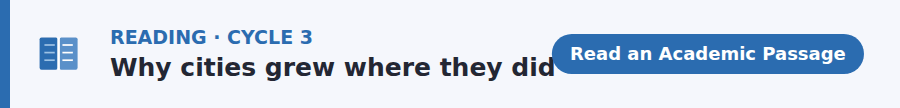 READING · CYCLE 3
Why cities grew where they did
Read an Academic Passage